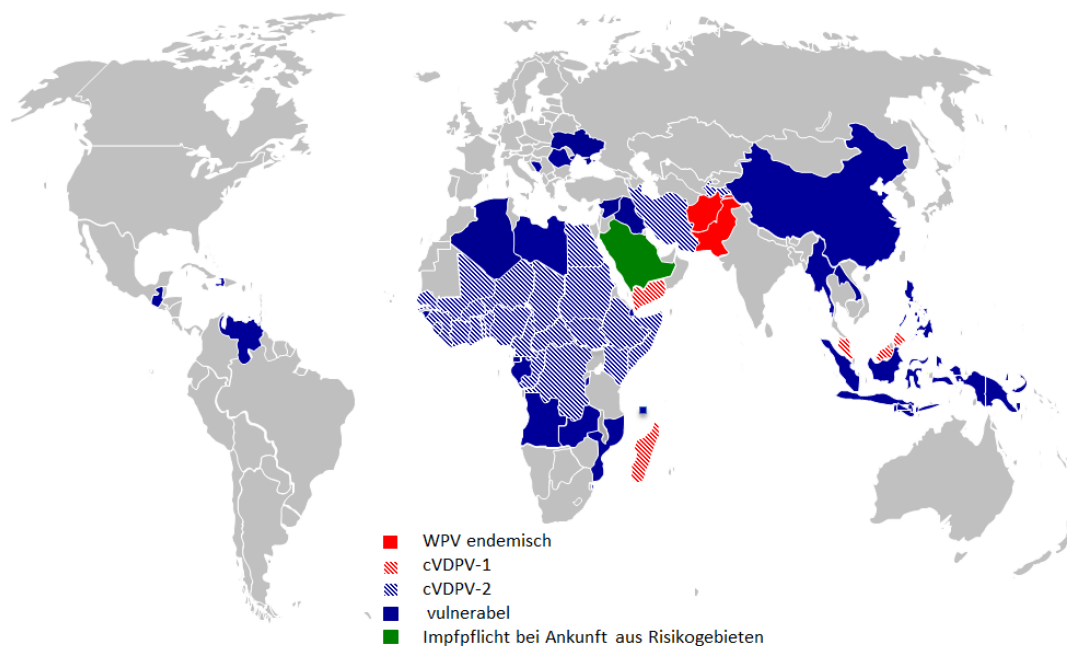 WPV endemisch
cVDPV-1
cVDPV-2
vulnerabel
Impfpflicht bei Ankunft aus Risikogebieten